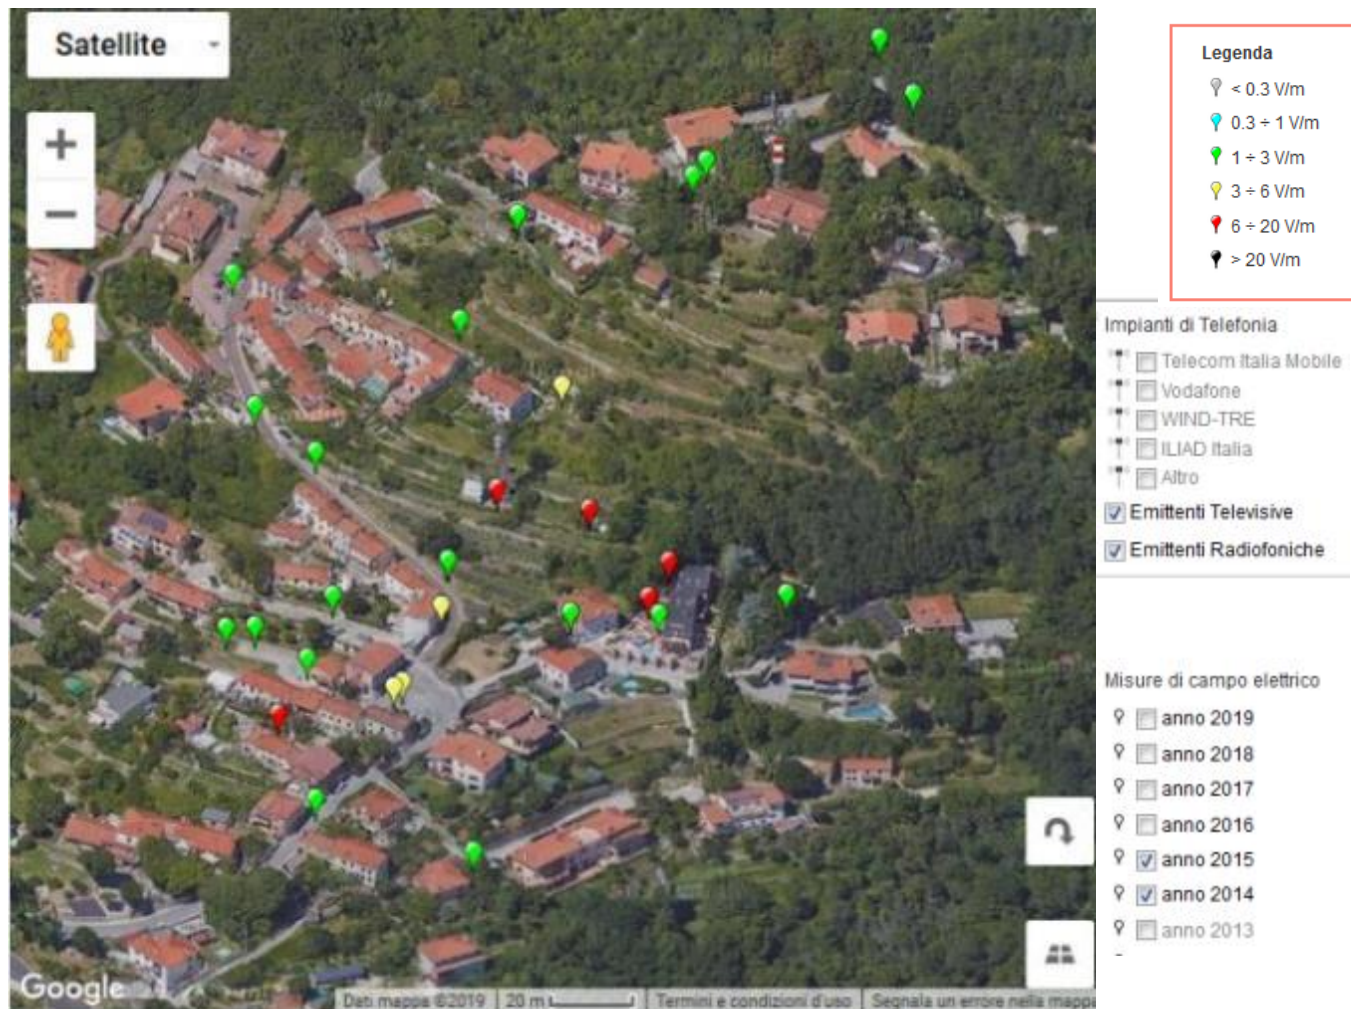 Satellite
Legenda
< 0.3 V/m
0.3 ÷ 1 V/m
1 ÷ 3 V/m
3 ÷ 6 V/m
6 ÷ 20 V/m
> 20 V/m
Impianti di Telefonia
Telecom Italia Mobile
Vodafone
WIND-TRE
ILIAD Italia
Altro
Emittenti Televisive
Emittenti Radiofoniche
Misure di campo elettrico
anno 2019
anno 2018
anno 2017
anno 2016
anno 2015
anno 2014
anno 2013
Google
Dati mappa ©2019 20 m Termini e condizioni d'uso Segnala un errore nella mappa